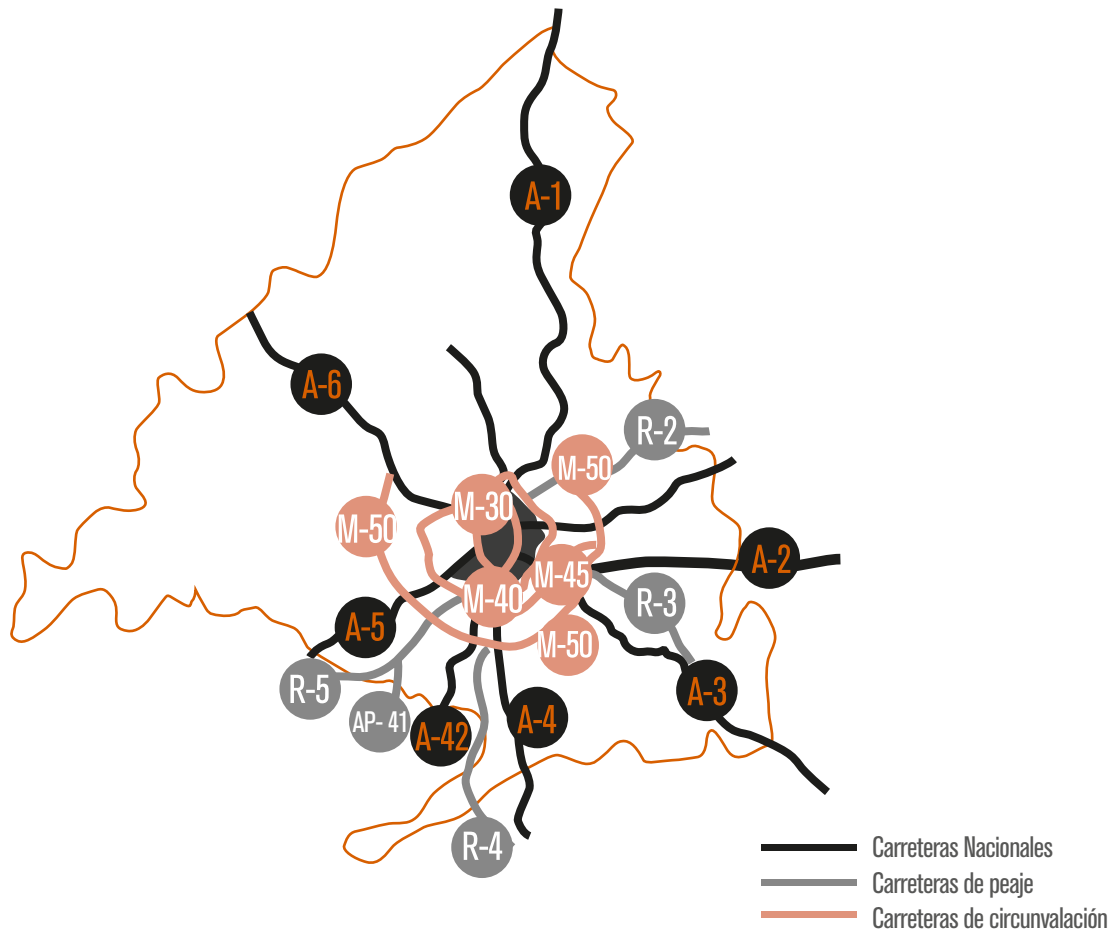 A-1
A-6
R-2
M-50
M-30
M-50
A-2
M-45
M-40
R-3
A-5
M-50
R-5
A-3
AP- 41
A-42
A-4
R-4
Carreteras Nacionales
Carreteras de peaje
Carreteras de circunvalación